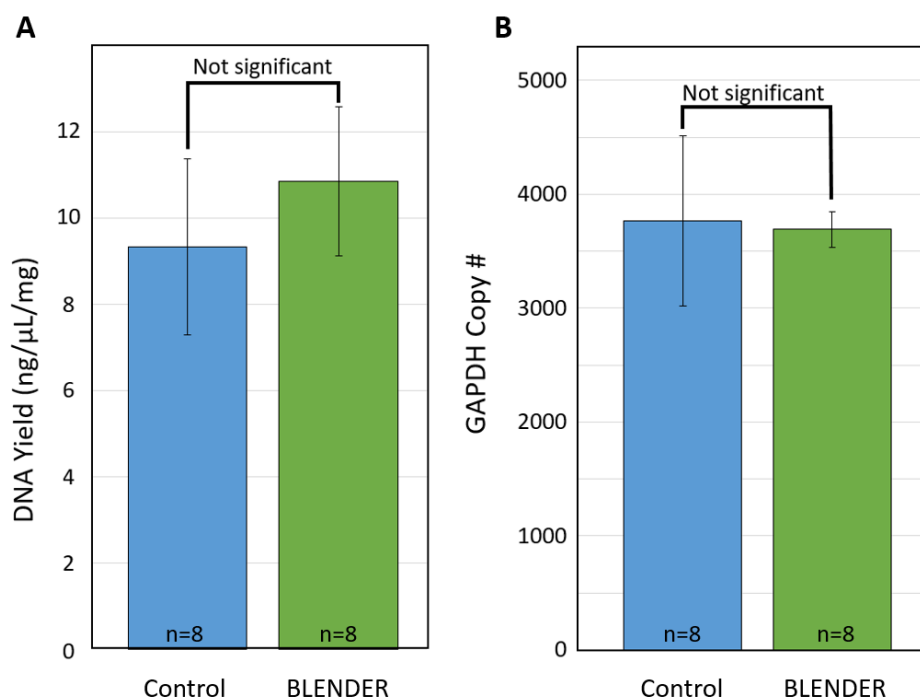 A
Not significant
DNA Yield (ng/µL/mg)
12
10
8
6
4
2
0
n=8
n=8
Control
BLENDER
B
Not significant
GAPDH Copy #
5000
4000
3000
2000
1000
0
n=8
n=8
Control
BLENDER